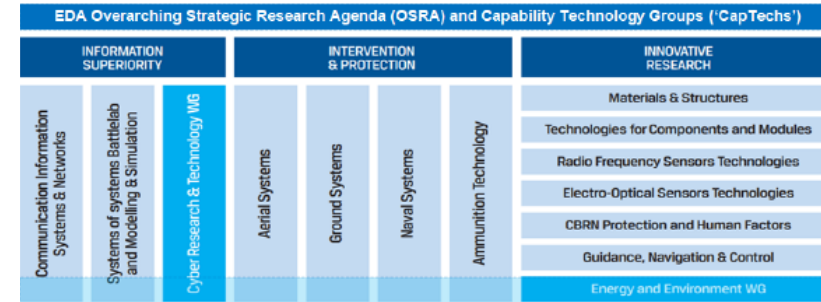 EDA Overarching Strategic Research Agenda (OSRA) and Capability Technology Groups ('CapTechs')
INFORMATION
SUPERIORITY
INTERVENTION
& PROTECTION
INNOVATIVE
RESEARCH
Communication Information
Systems & Networks
Systems of systems Battlelab
and Modelling & Simulation
Cyber Research & Technology WG
Aerial Systems
Ground Systems
Naval Systems
Ammunition Technology
Materials & Structures
Technologies for Components and Modules
Radio Frequency Sensors Technologies
Electro-Optical Sensors Technologies
CBRN Protection and Human Factors
Guidance, Navigation & Control
Energy and Environment WG